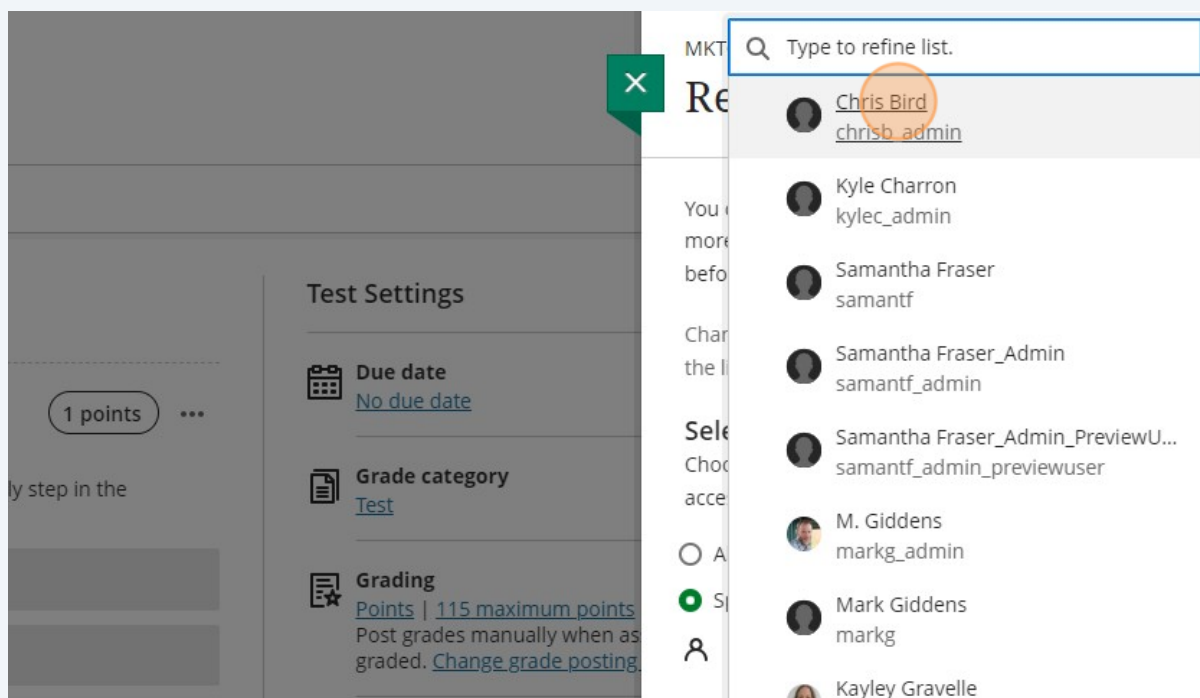 1 points
ly step in the
Test Settings
Due date
No due date
Grade category
Test
Grading
Points | 115 maximum points
Post grades manually when as
graded. Change grade posting
MKT
Re
You
more
befo
Char
the l
Sele
Choo
acce
A
Sp
Type to refine list.
Chris Bird
chrisb_admin
Kyle Charron
kylec_admin
Samantha Fraser
samantf
Samantha Fraser_Admin
samantf_admin
Samantha Fraser_Admin_PreviewU...
samantf_admin_previewuser
M. Giddens
markg_admin
Mark Giddens
markg
Kayley Gravelle